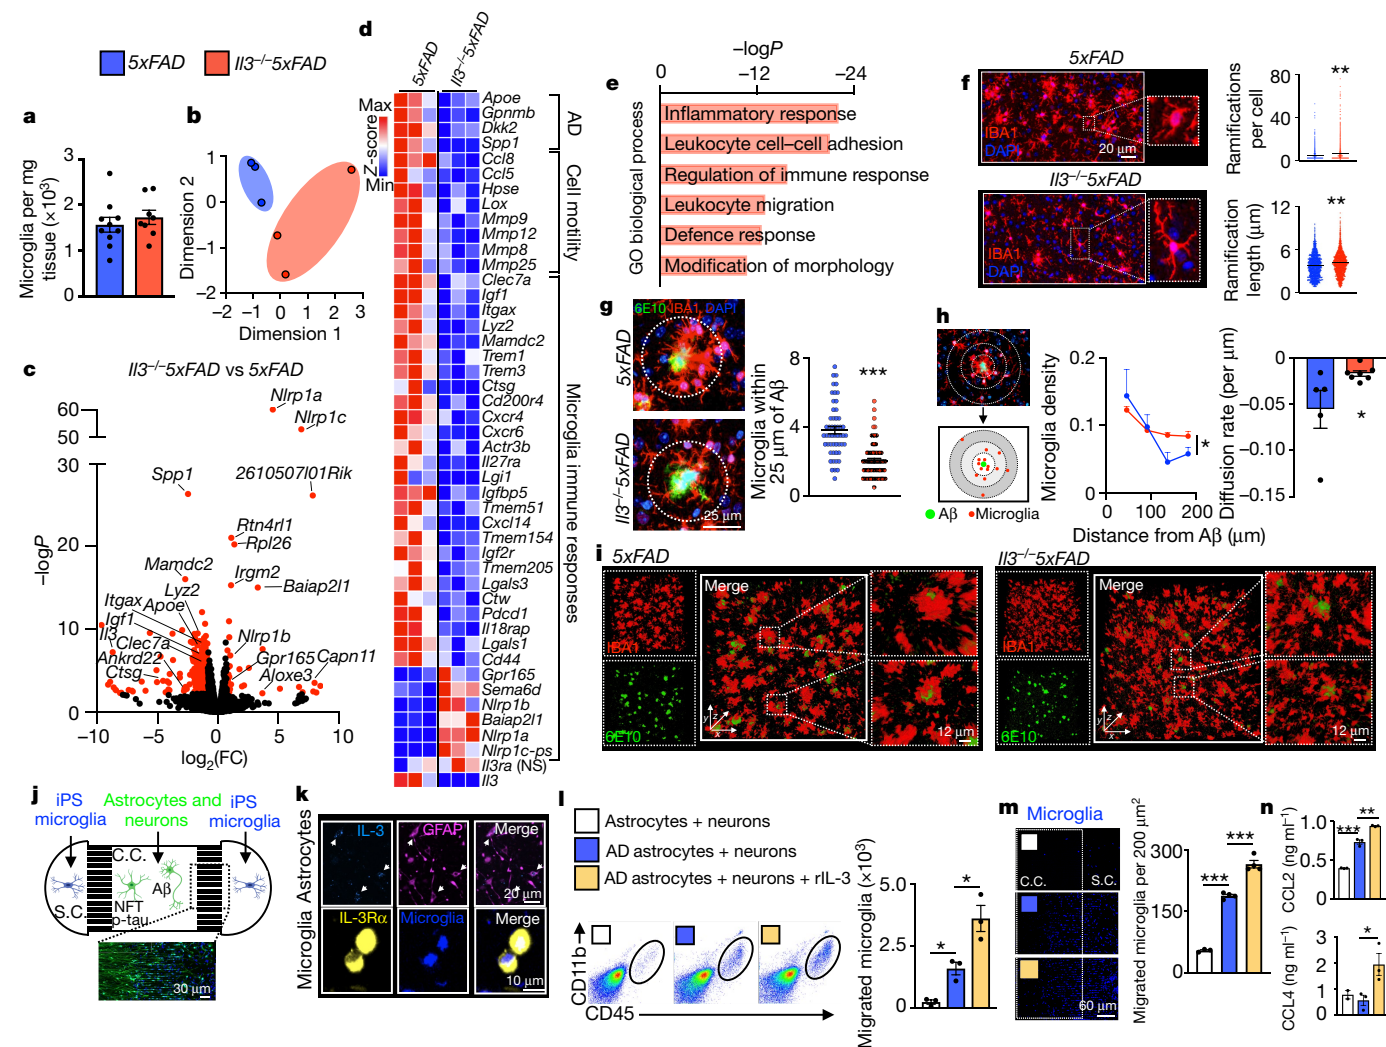 5xFAD
Il3–/–5xFAD
a
Microglia per mg
tissue (×10³)
3
2
1
0
b
Dimension 2
1
0
−1
−2
−2
−1
0
1
2
3
Dimension 1
c
Il3–/–5xFAD vs 5xFAD
−logP
60
50
30
20
10
0
−10
−5
0
5
10
log2(FC)
Nlrp1a
Nlrp1c
Spp1
2610507I01Rik
Rtn4rl1
Rpl26
Mamdc2
Irgm2
Lyz2
Baiap2l1
Itgax
Apoe
Igf1
Il3
Nlrp1b
Clec7a
Ankrd22
Gpr165
Capn11
Ctsg
Aloxe3
d
5xFAD
Il3–/–5xFAD
Max
Z-score
Min
Apoe
Gpnmb
Dkk2
Spp1
Ccl8
Ccl5
Hpse
Lox
Mmp9
Mmp12
Mmp8
Mmp25
Clec7a
Igf1
Itgax
Lyz2
Mamdc2
Trem1
Trem3
Ctsg
Cd200r4
Cxcr4
Cxcr6
Actr3b
Il27ra
Lgi1
Igfbp5
Tmem51
Cxcl14
Tmem154
Igf2r
Tmem205
Lgals3
Ctw
Pdcd1
Il18rap
Lgals1
Cd44
Gpr165
Sema6d
Nlrp1b
Baiap2l1
Nlrp1a
Nlrp1c-ps
Il3ra (NS)
Il3
AD
Cell motility
Microglia immune responses
e
−logP
0
−12
−24
GO biological process
Inflammatory response
Leukocyte cell–cell adhesion
Regulation of immune response
Leukocyte migration
Defence response
Modification of morphology
f
5xFAD
IBA1
DAPI
20 μm
Il3–/–5xFAD
IBA1
DAPI
Ramifications
per cell
80
40
0
**
Ramification
length (μm)
12
6
0
**
g
6E10 IBA1 DAPI
5xFAD
Il3–/–5xFAD
25 μm
Microglia within
25 μm of Aβ
8
4
0
***
h
Aβ
Microglia
Microglia density
0.2
0.1
0
0
100
200
Distance from Aβ (μm)
*
Diffusion rate (per μm)
0
−0.05
−0.10
−0.15
*
i
5xFAD
IBA1
6E10
Merge
y
z
x
12 μm
Il3–/–5xFAD
IBA1
6E10
Merge
y
z
x
12 μm
j
iPS
microglia
Astrocytes and
neurons
iPS
microglia
C.C.
Aβ
S.C.
NFT
p-tau
30 μm
k
Astrocytes
Microglia
IL-3
GFAP
Merge
20 μm
IL-3Rα
Microglia
Merge
10 μm
l
Astrocytes + neurons
AD astrocytes + neurons
AD astrocytes + neurons + rIL-3
CD11b
CD45
Migrated microglia (×10³)
5.0
2.5
0
*
*
m
Microglia
C.C.
S.C.
60 μm
Migrated microglia per 200 μm²
300
150
0
***
***
n
CCL2 (ng ml⁻¹)
1.0
0.5
0
***
**
CCL4 (ng ml⁻¹)
3
2
1
0
*